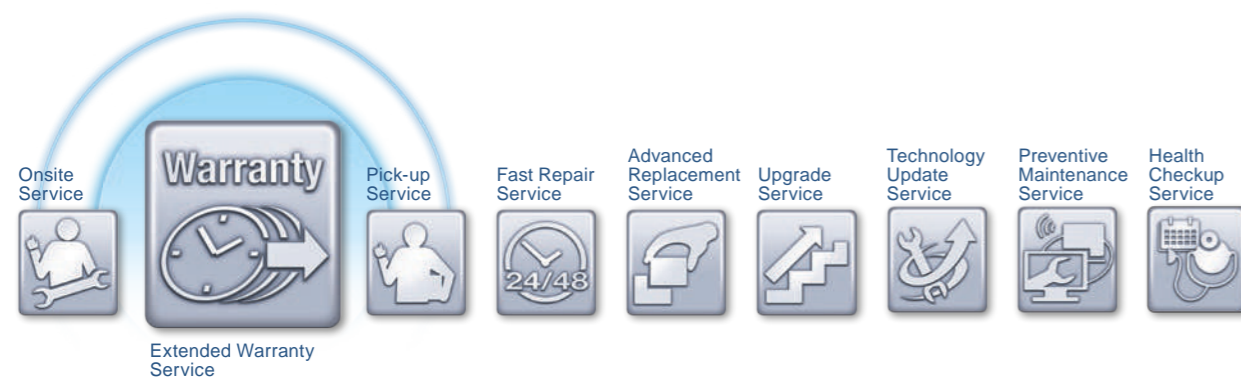 Onsite
Service
Warranty
Extended Warranty
Service
Pick-up
Service
Fast Repair
Service
24/48
Advanced
Replacement
Service
Upgrade
Service
Technology
Update
Service
Preventive
Maintenance
Service
Health
Checkup
Service